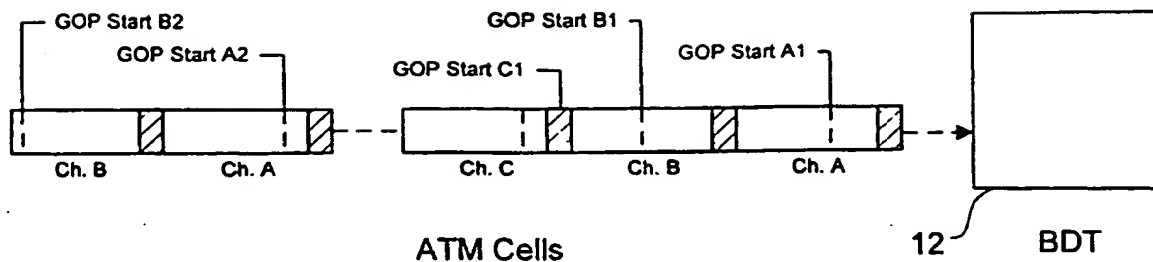 GOP Start B2
GOP Start A2
GOP Start B1
GOP Start C1
GOP Start A1
Ch. B
Ch. A
Ch. C
Ch. B
Ch. A
ATM Cells
12
BDT